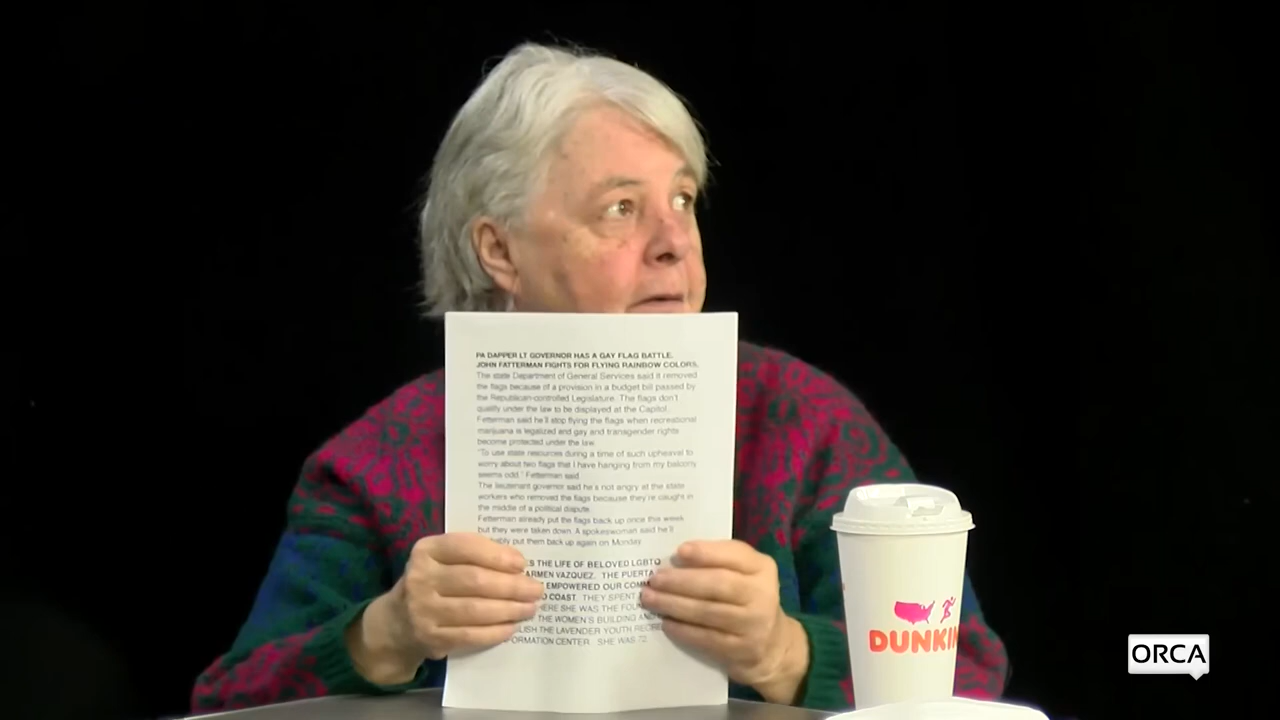 PA DAPPER LT GOVERNOR HAS A GAY FLAG BATTLE.
JOHN FATTERMAN FIGHTS FOR FLYING RAINBOW COLORS.
The state Department of General Services said it removed
the flags because of a provision in a budget bill passed by
the Republican-controlled Legislature. The flags don't
qualify under the law to be displayed at the Capitol.
Fetterman said he'll stop flying the flags when recreational
marijuana is legalized and gay and transgender rights
become protected under the law.
"To use state resources during a time of such upheaval to
worry about two flags that I have hanging from my balcony
seems odd." Fetterman said.
The lieutenant governor said he's not angry at the state
workers who removed the flags because they're caught in
the middle of a political dispute.
Fetterman already put the flags back up once this week
but they were taken down. A spokeswoman said he'll
put them back up again on Monday.
THE LIFE OF BELOVED LGBTQ
VAZQUEZ. THE
EMPOWERED OUR
COAST. THEY SPENT
SHE WAS THE
THE WOMEN'S BUILDING AND
THE LAVENDER YOUTH
CENTER. SHE WAS 72.
DUNKIN
ORCA